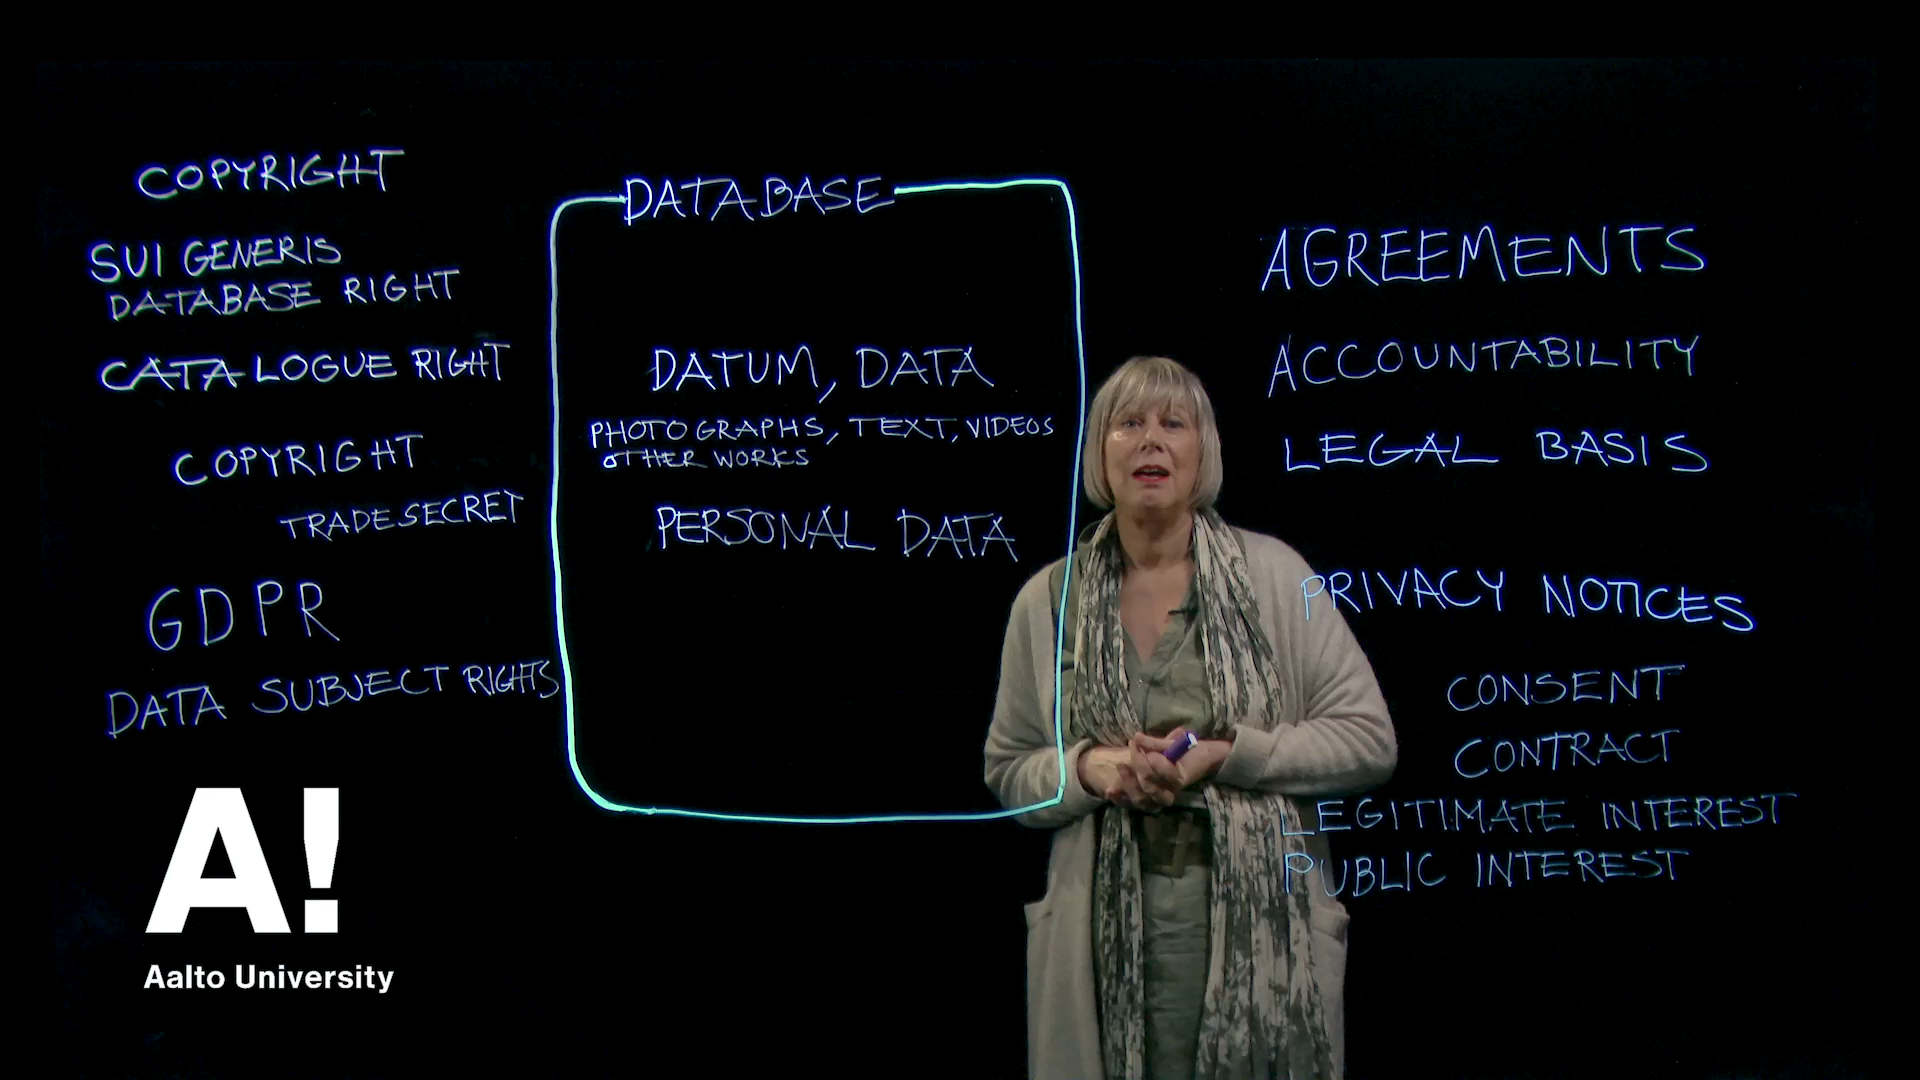 COPYRIGHT
SUI GENERIS
DATABASE RIGHT
CATALOGUE RIGHT
COPYRIGHT
TRADESECRET
GDPR
DATA SUBJECT RIGHTS
DATABASE
DATUM, DATA
PHOTOGRAPHS, TEXT, VIDEOS
OTHER WORKS
PERSONAL DATA
AGREEMENTS
ACCOUNTABILITY
LEGAL BASIS
PRIVACY NOTICES
CONSENT
CONTRACT
LEGITIMATE INTEREST
PUBLIC INTEREST
A!
Aalto University